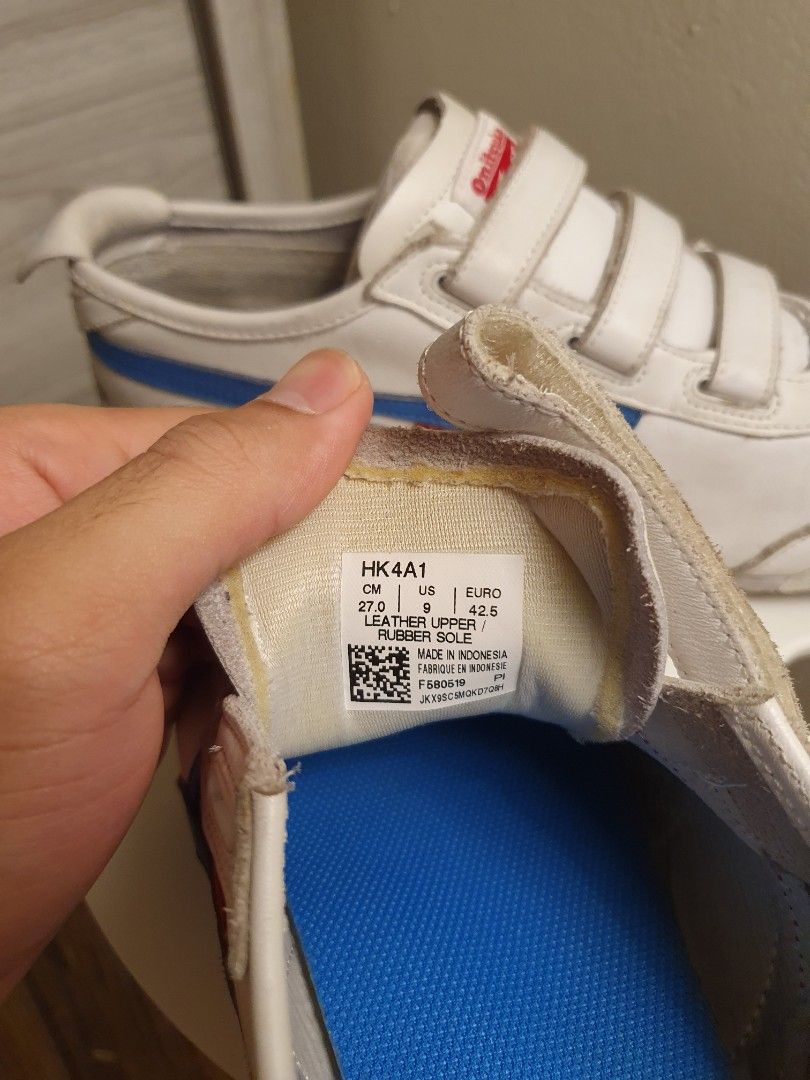 Onitsuka
HK4A1
CM | US | EURO
27.0 | 9 | 42.5
LEATHER UPPER /
RUBBER SOLE
MADE IN INDONESIA
FABRIQUE EN INDONESIE
F580519 PI
JKX9SC5MQKD7Q8H